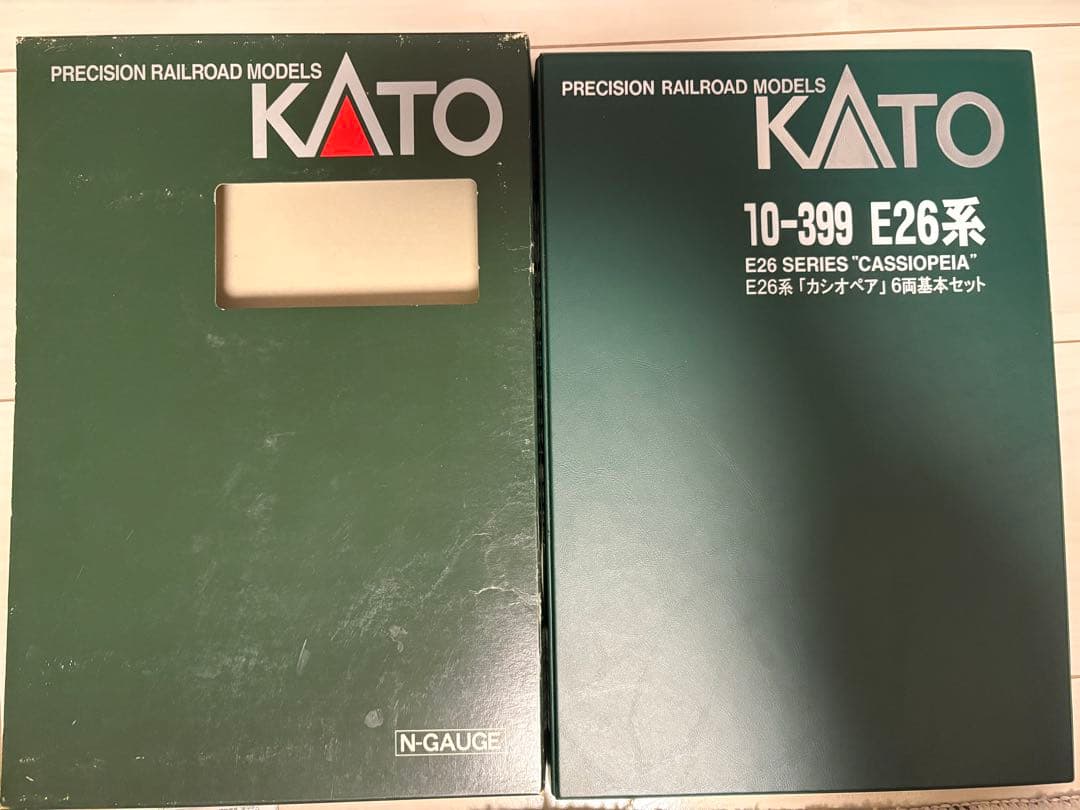 PRECISION RAILROAD MODELS
KATO
N-GAUGE
PRECISION RAILROAD MODELS
KATO
10-399 E26系
E26 SERIES "CASSIOPEIA"
E26系「カシオペア」6両基本セット